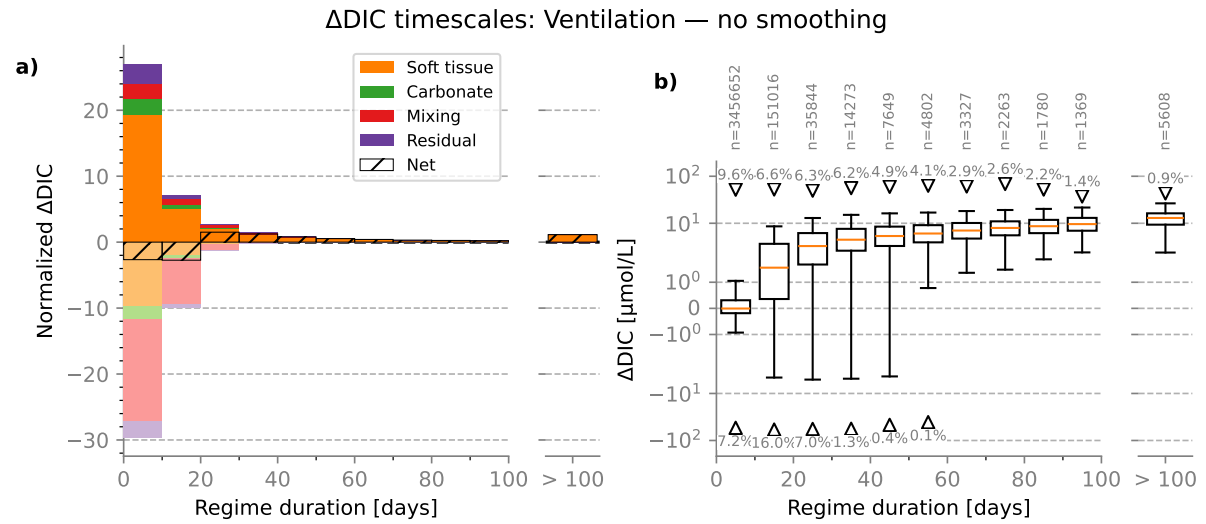 ΔDIC timescales: Ventilation — no smoothing
a)
Normalized ΔDIC
20
10
0
−10
−20
−30
Soft tissue
Carbonate
Mixing
Residual
Net
0
20
40
60
80
100
> 100
Regime duration [days]
b)
n=3456652
n=151016
n=35844
n=14273
n=7649
n=4802
n=3327
n=2263
n=1780
n=1369
n=5608
9.6%
6.6%
6.3%
6.2%
4.9%
4.1%
2.9%
2.6%
2.2%
1.4%
0.9%
ΔDIC [μmol/L]
10²
10¹
10⁰
0
−10⁰
−10¹
−10²
7.2%
16.0%
7.0%
1.3%
0.4%
0.1%
0
20
40
60
80
100
> 100
Regime duration [days]